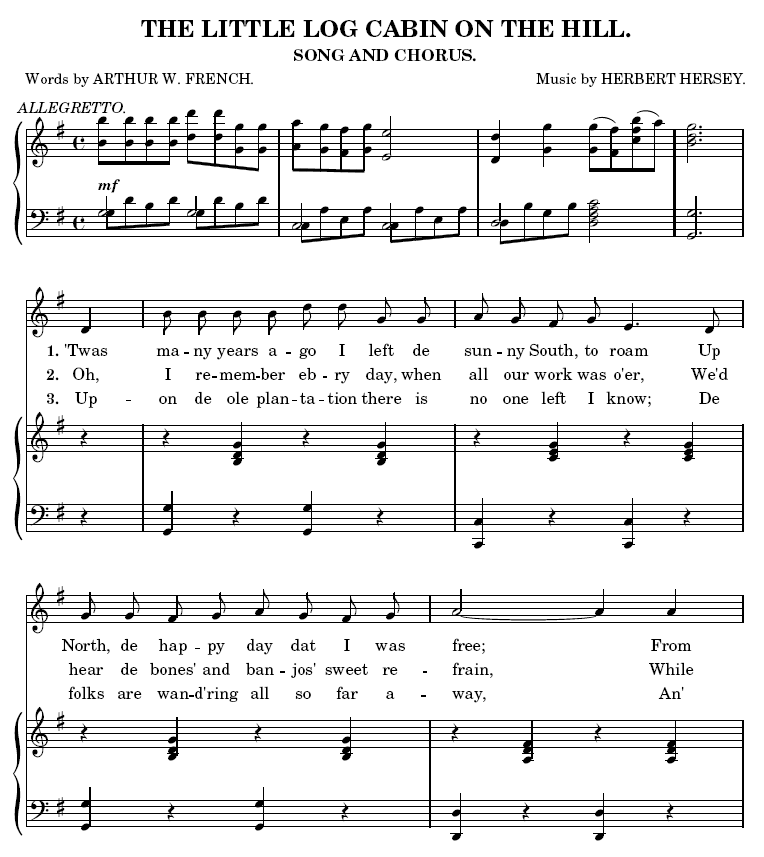 THE LITTLE LOG CABIN ON THE HILL.
SONG AND CHORUS.
Words by ARTHUR W. FRENCH. Music by HERBERT HERSEY.
ALLEGRETTO.
mf
1. 'Twas ma - ny years a - go I left de sun - ny South, to roam Up
2. Oh, I re - mem - ber eb - ry day, when all our work was o'er, We'd
3. Up - on de ole plan - ta - tion there is no one left I know; De
North, de hap - py day dat I was free; From
hear de bones' and ban - jos' sweet re - frain, While
folks are wan - d'ring all so far a - way, An'